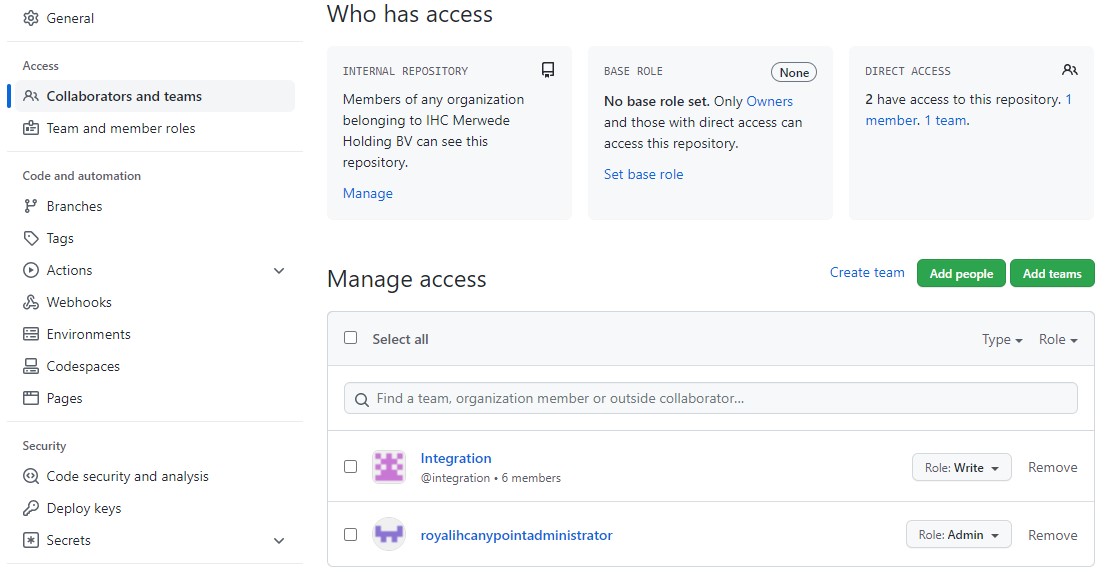 General
Access
Collaborators and teams
Team and member roles
Code and automation
Branches
Tags
Actions
Webhooks
Environments
Codespaces
Pages
Security
Code security and analysis
Deploy keys
Secrets
Who has access
INTERNAL REPOSITORY
Members of any organization
belonging to IHC Merwede
Holding BV can see this
repository.
Manage
BASE ROLE
None
No base role set. Only Owners
and those with direct access can
access this repository.
Set base role
DIRECT ACCESS
2 have access to this repository. 1
member. 1 team.
Manage access
Create team
Add people
Add teams
Select all
Type
Role
Find a team, organization member or outside collaborator...
Integration
@integration • 6 members
Role: Write
Remove
royalihcanypointadministrator
Role: Admin
Remove